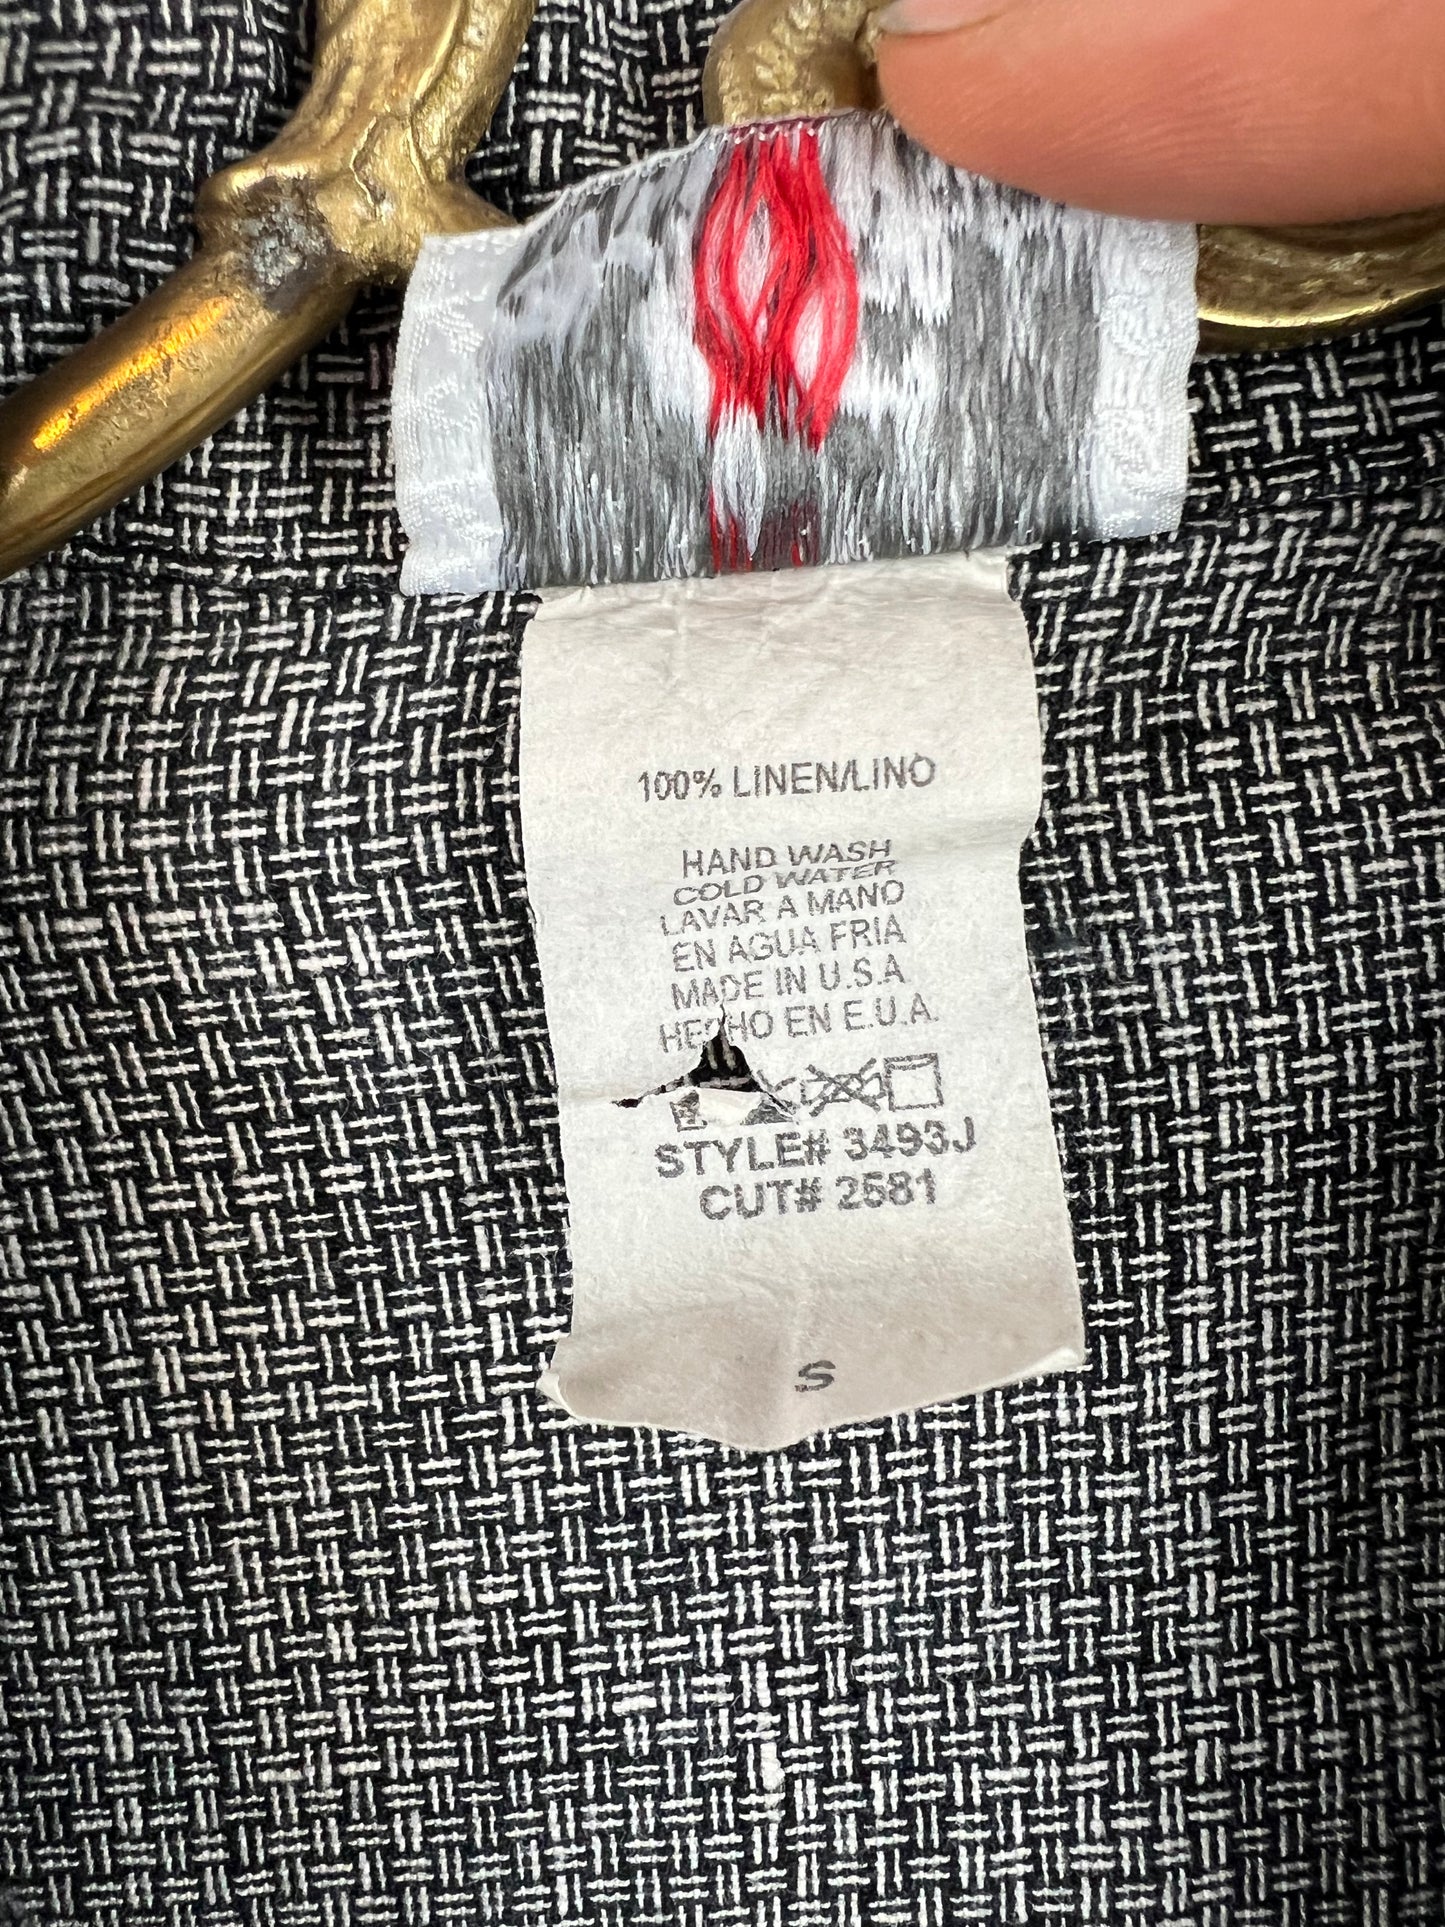 100% LINEN/LINO
HAND WASH
COLD WATER
LAVAR A MANO
EN AGUA FRIA
MADE IN U.S.A
HECHO EN E.U.A.
STYLE# 3493J
CUT# 2581
S